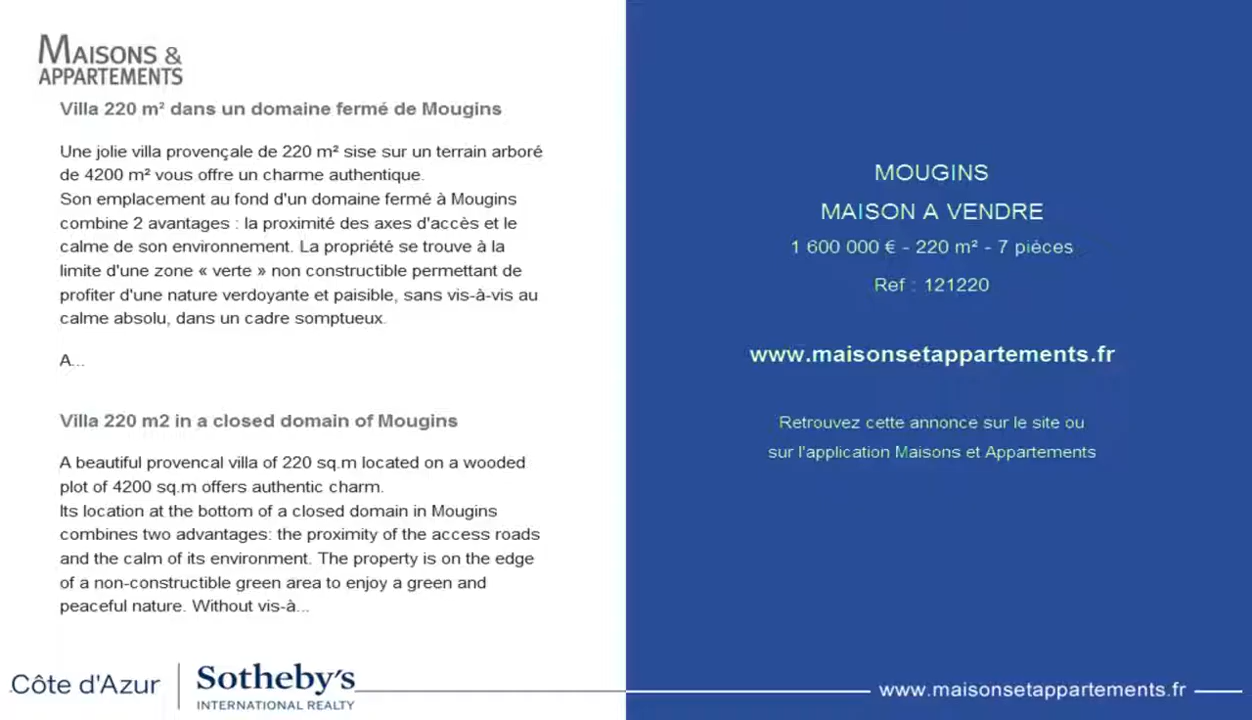 MAISONS &
APPARTEMENTS
Villa 220 m² dans un domaine fermé de Mougins
Une jolie villa provençale de 220 m² sise sur un terrain arboré
de 4200 m² vous offre un charme authentique.
Son emplacement au fond d'un domaine fermé à Mougins
combine 2 avantages : la proximité des axes d'accès et le
calme de son environnement. La propriété se trouve à la
limite d'une zone « verte » non constructible permettant de
profiter d'une nature verdoyante et paisible, sans vis-à-vis au
calme absolu, dans un cadre somptueux.
A...
Villa 220 m2 in a closed domain of Mougins
A beautiful provencal villa of 220 sq.m located on a wooded
plot of 4200 sq.m offers authentic charm.
Its location at the bottom of a closed domain in Mougins
combines two advantages: the proximity of the access roads
and the calm of its environment. The property is on the edge
of a non-constructible green area to enjoy a green and
peaceful nature. Without vis-à...
Côte d'Azur
Sotheby's
INTERNATIONAL REALTY
MOUGINS
MAISON A VENDRE
1 600 000 € - 220 m² - 7 pièces
Ref : 121220
www.maisonsetappartements.fr
Retrouvez cette annonce sur le site ou
sur l'application Maisons et Appartements
www.maisonsetappartements.fr